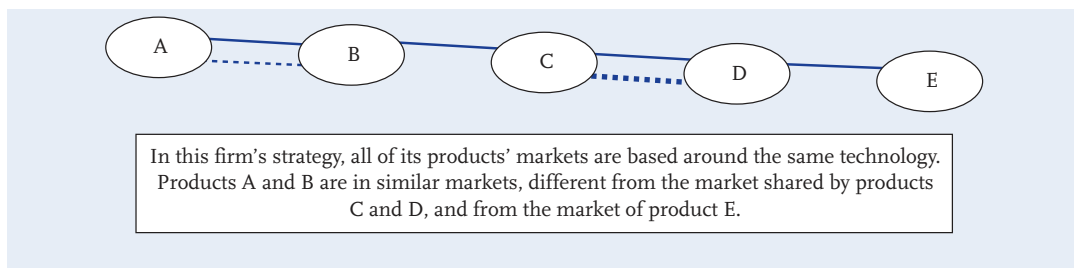 A
B
C
D
E
In this firm’s strategy, all of its products’ markets are based around the same technology.
Products A and B are in similar markets, different from the market shared by products
C and D, and from the market of product E.